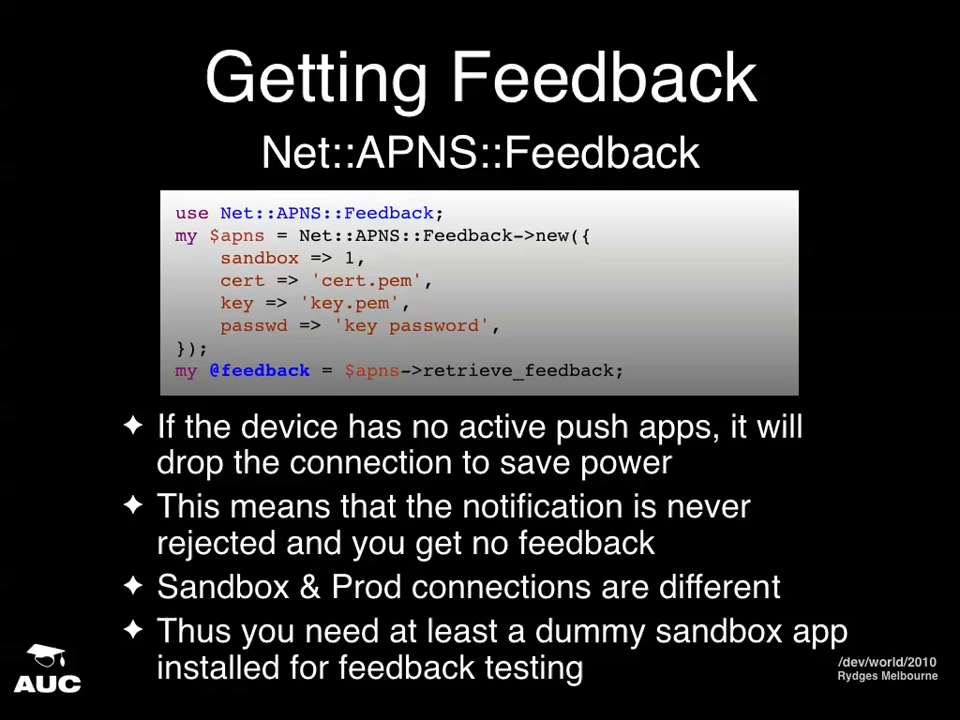 Getting Feedback
Net::APNS::Feedback
use Net::APNS::Feedback;
my $apns = Net::APNS::Feedback->new({
    sandbox => 1,
    cert => 'cert.pem',
    key => 'key.pem',
    passwd => 'key password',
});
my @feedback = $apns->retrieve_feedback;
✦ If the device has no active push apps, it will
drop the connection to save power
✦ This means that the notification is never
rejected and you get no feedback
✦ Sandbox & Prod connections are different
✦ Thus you need at least a dummy sandbox app
installed for feedback testing
AUC
/dev/world/2010
Rydges Melbourne